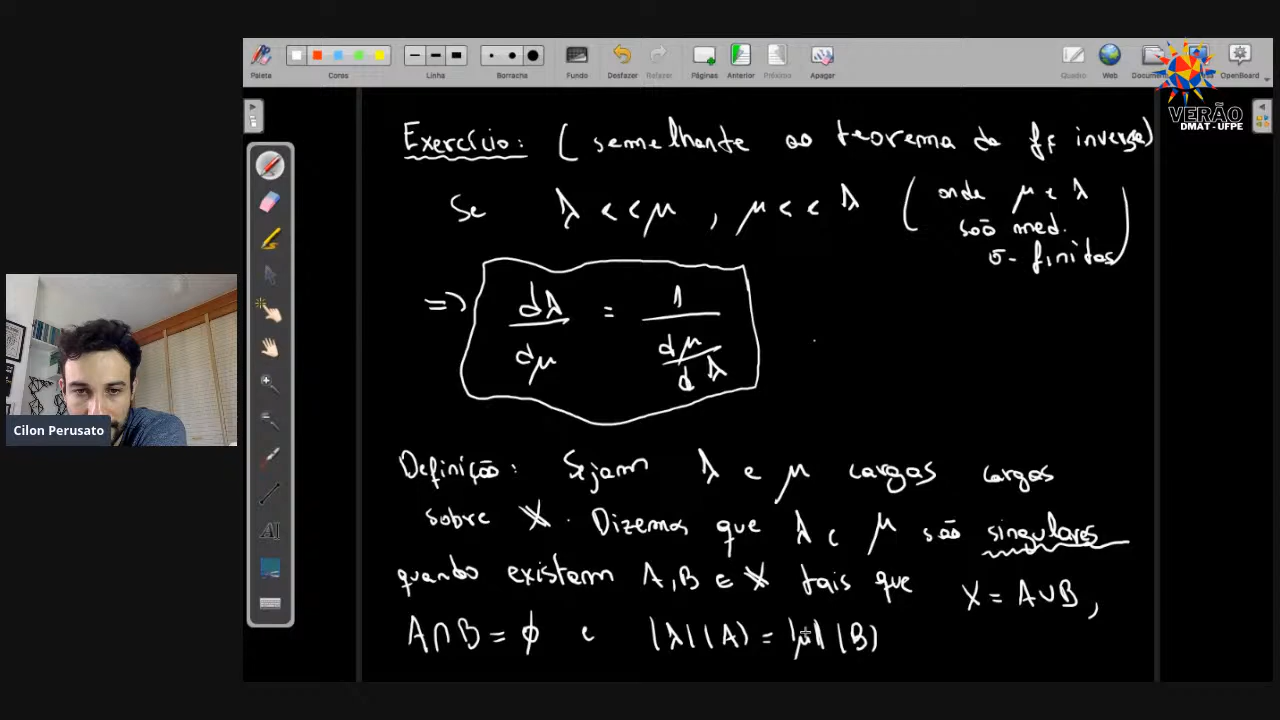 Paleta
Cores
Linha
Borracha
Fundo
Desfazer
Refazer
Páginas
Anterior
Próximo
Apagar
Quadro
Web
OpenBoard
VERÃO
DMAT - UFPE
Exercício: (semelhante ao teorema da fç inversa)
Se λ << μ , μ << λ (onde μ e λ
são med.
σ-finitas)
=> dλ/dμ = 1/(dμ/dλ)
Definição: Sejam λ e μ cargas cargas
sobre X. Dizemos que λ e μ são singulares
quando existem A, B ∈ X tais que X = A∪B,
A∩B = ∅ e |λ|(A) = |μ|(B)
Cilon Perusato